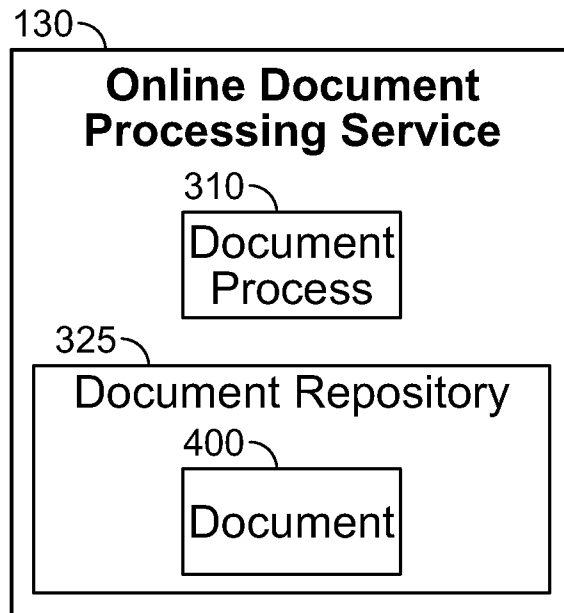 130
Online Document
Processing Service
310
Document
Process
325
Document Repository
400
Document